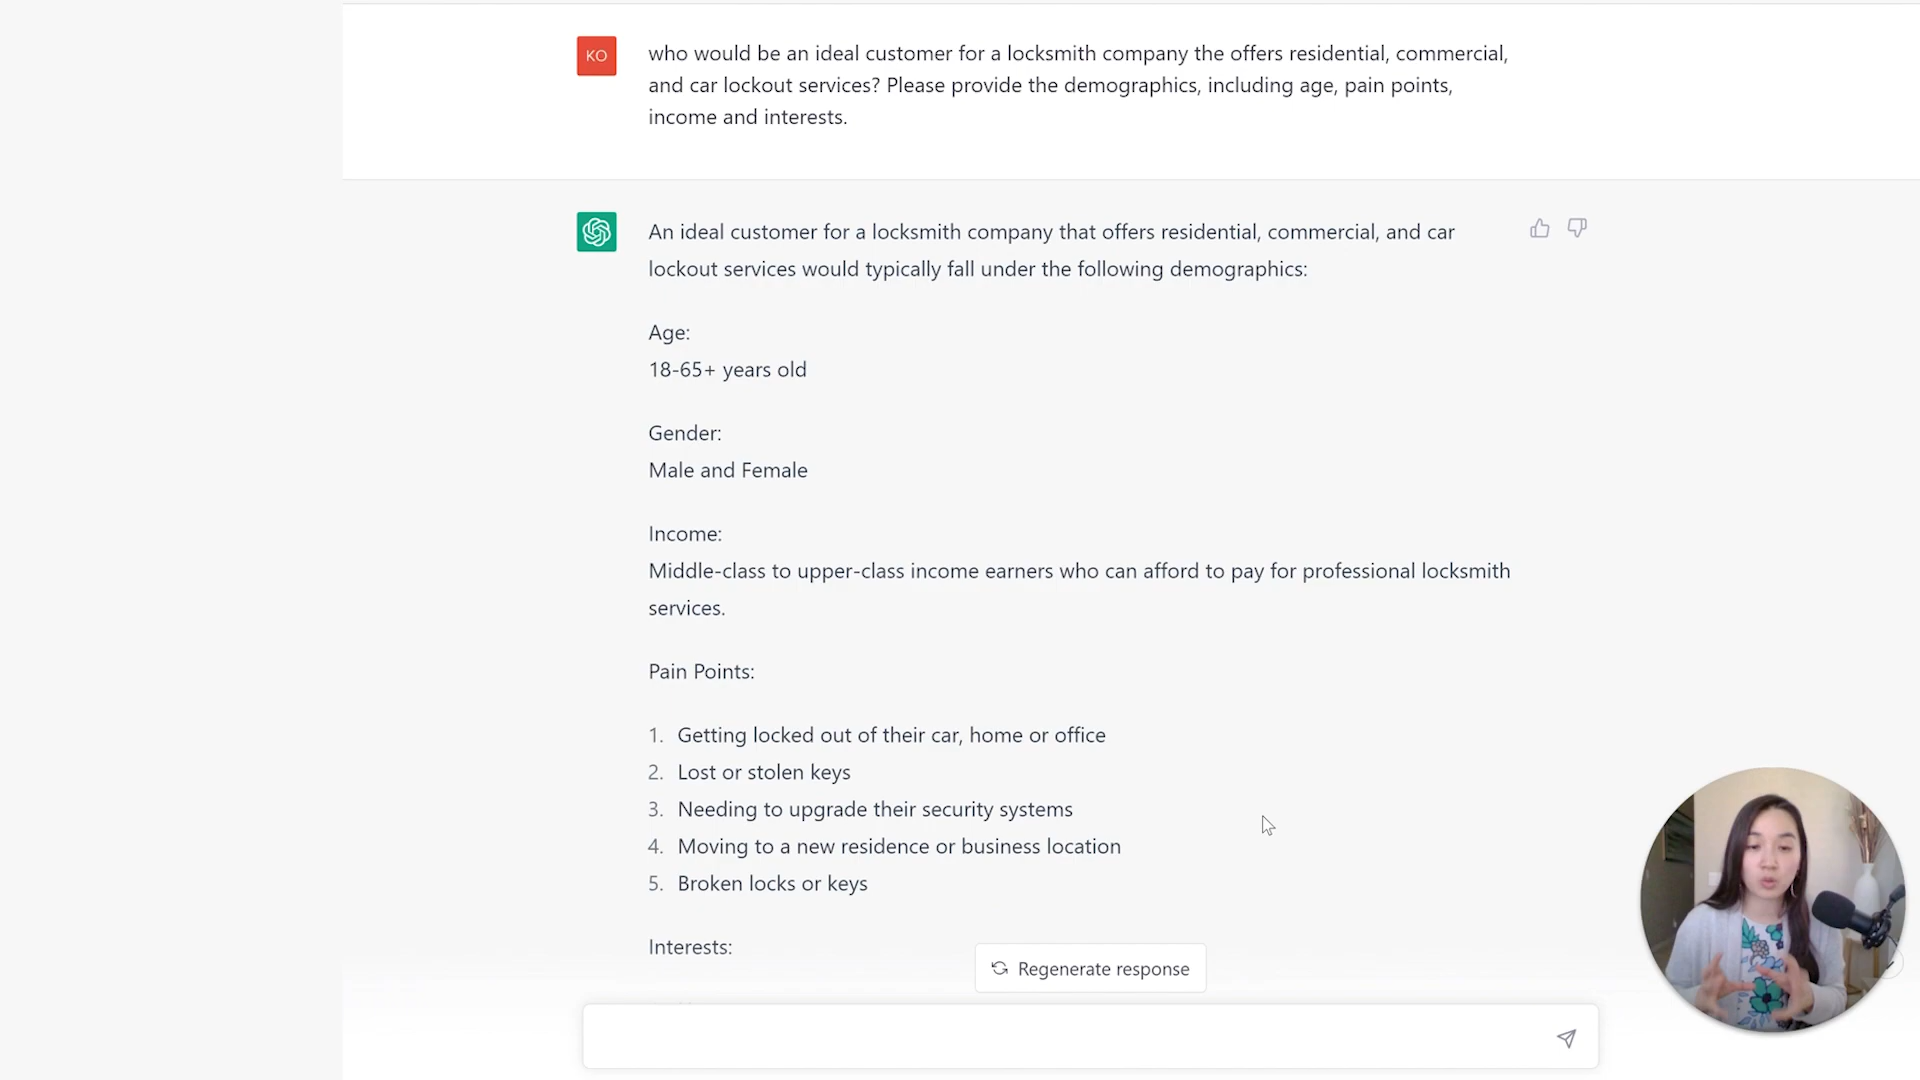 KO
who would be an ideal customer for a locksmith company the offers residential, commercial,
and car lockout services? Please provide the demographics, including age, pain points,
income and interests.
An ideal customer for a locksmith company that offers residential, commercial, and car
lockout services would typically fall under the following demographics:
Age:
18-65+ years old
Gender:
Male and Female
Income:
Middle-class to upper-class income earners who can afford to pay for professional locksmith
services.
Pain Points:
1. Getting locked out of their car, home or office
2. Lost or stolen keys
3. Needing to upgrade their security systems
4. Moving to a new residence or business location
5. Broken locks or keys
Interests:
Regenerate response